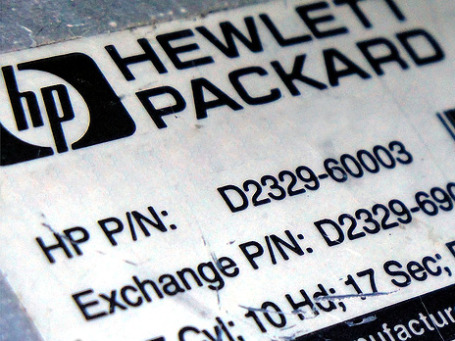 hp
HEWLETT
PACKARD
HP P/N: D2329-60003
Exchange P/N: D2329-69
Cyl; 10 Hd; 17 Sec;